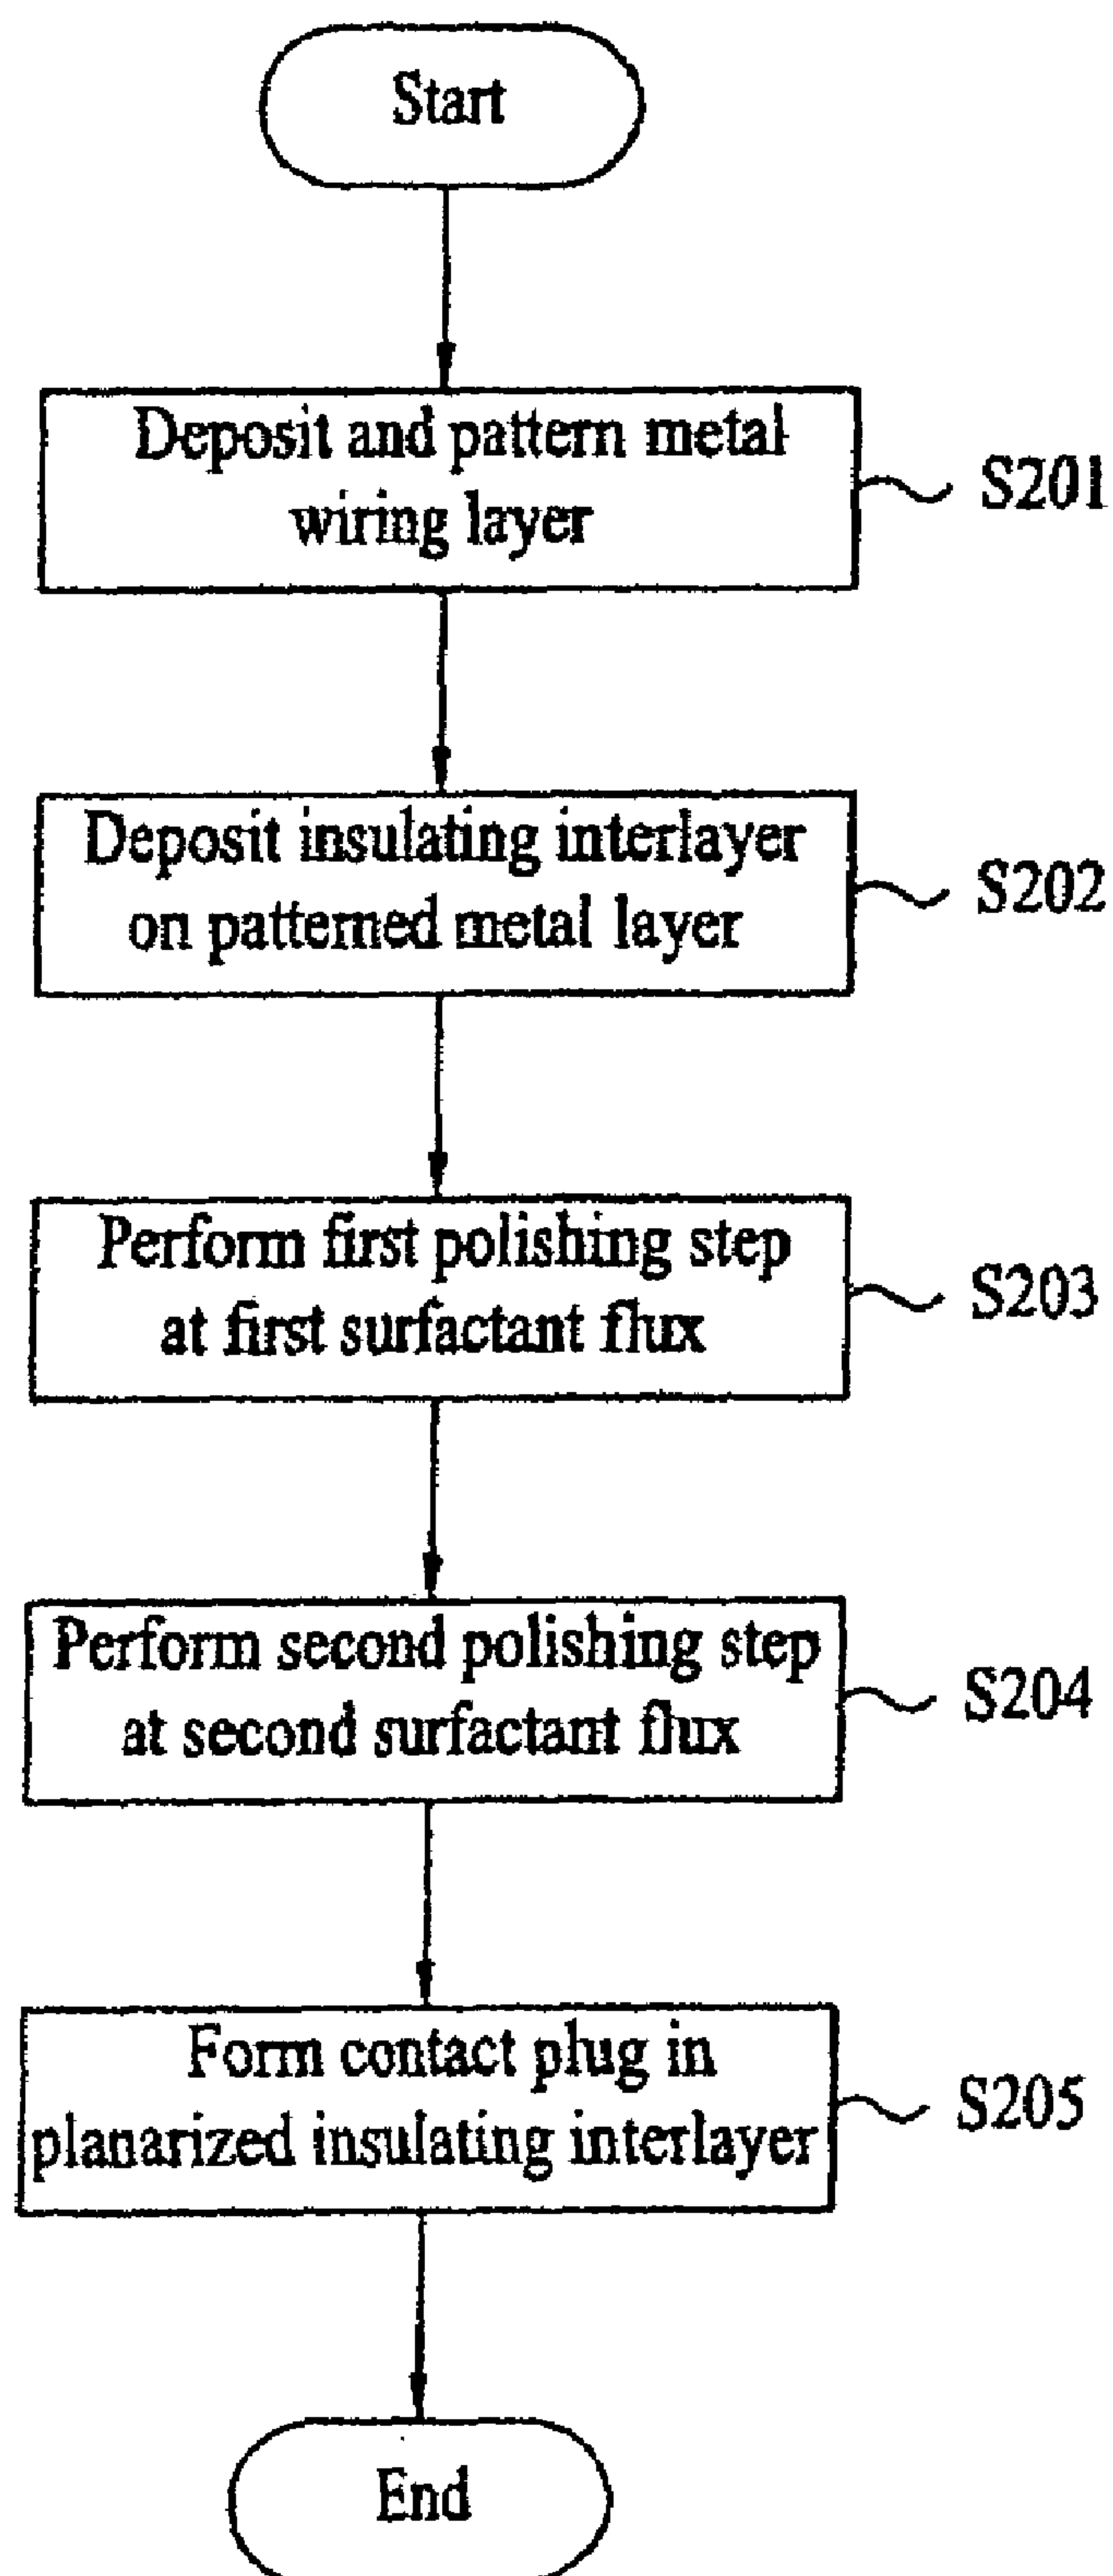 Start
Deposit and pattern metal
wiring layer
S201
Deposit insulating interlayer
on patterned metal layer
S202
Perform first polishing step
at first surfactant flux
S203
Perform second polishing step
at second surfactant flux
S204
Form contact plug in
planarized insulating interlayer
S205
End